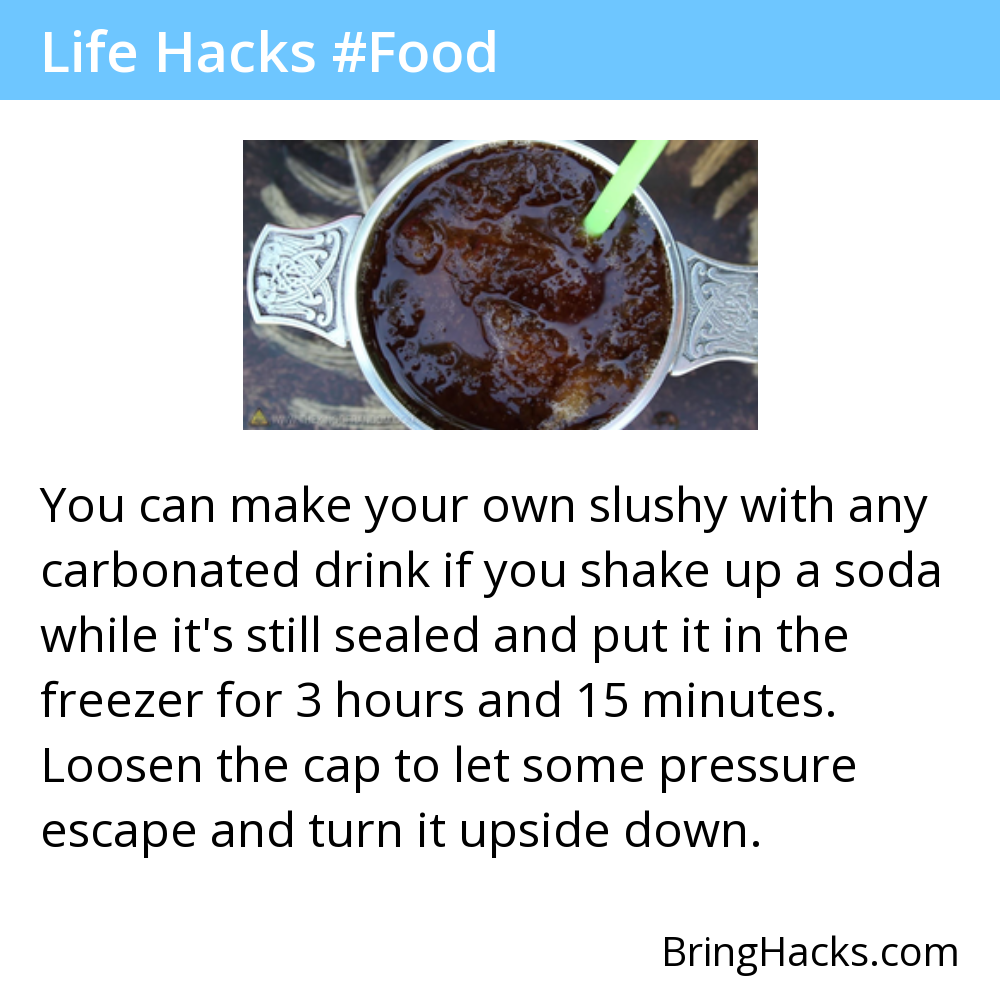 Life Hacks #Food
You can make your own slushy with any
carbonated drink if you shake up a soda
while it's still sealed and put it in the
freezer for 3 hours and 15 minutes.
Loosen the cap to let some pressure
escape and turn it upside down.
BringHacks.com